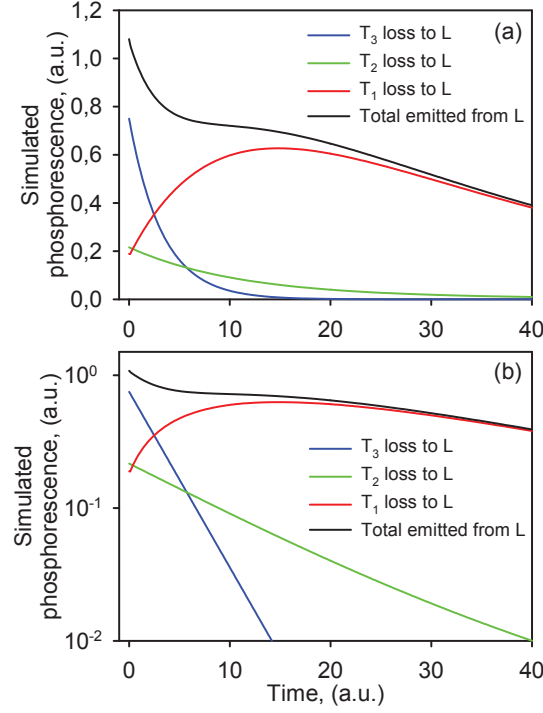 1,2
1,0
0,8
0,6
0,4
0,2
0,0
Simulated
phosphorescence, (a.u.)
(a)
T₃ loss to L
T₂ loss to L
T₁ loss to L
Total emitted from L
0 10 20 30 40
10⁰
10⁻¹
10⁻²
Simulated
phosphorescence, (a.u.)
(b)
T₃ loss to L
T₂ loss to L
T₁ loss to L
Total emitted from L
0 10 20 30 40
Time, (a.u.)